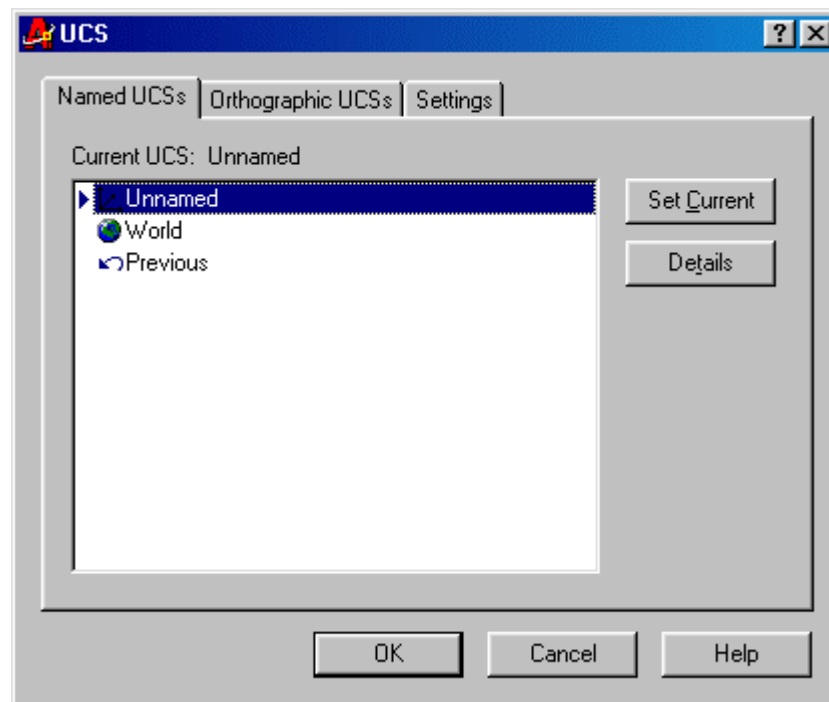 UCS
Named UCSs Orthographic UCSs Settings
Current UCS: Unnamed
Unnamed
World
Previous
Set Current
Details
OK Cancel Help